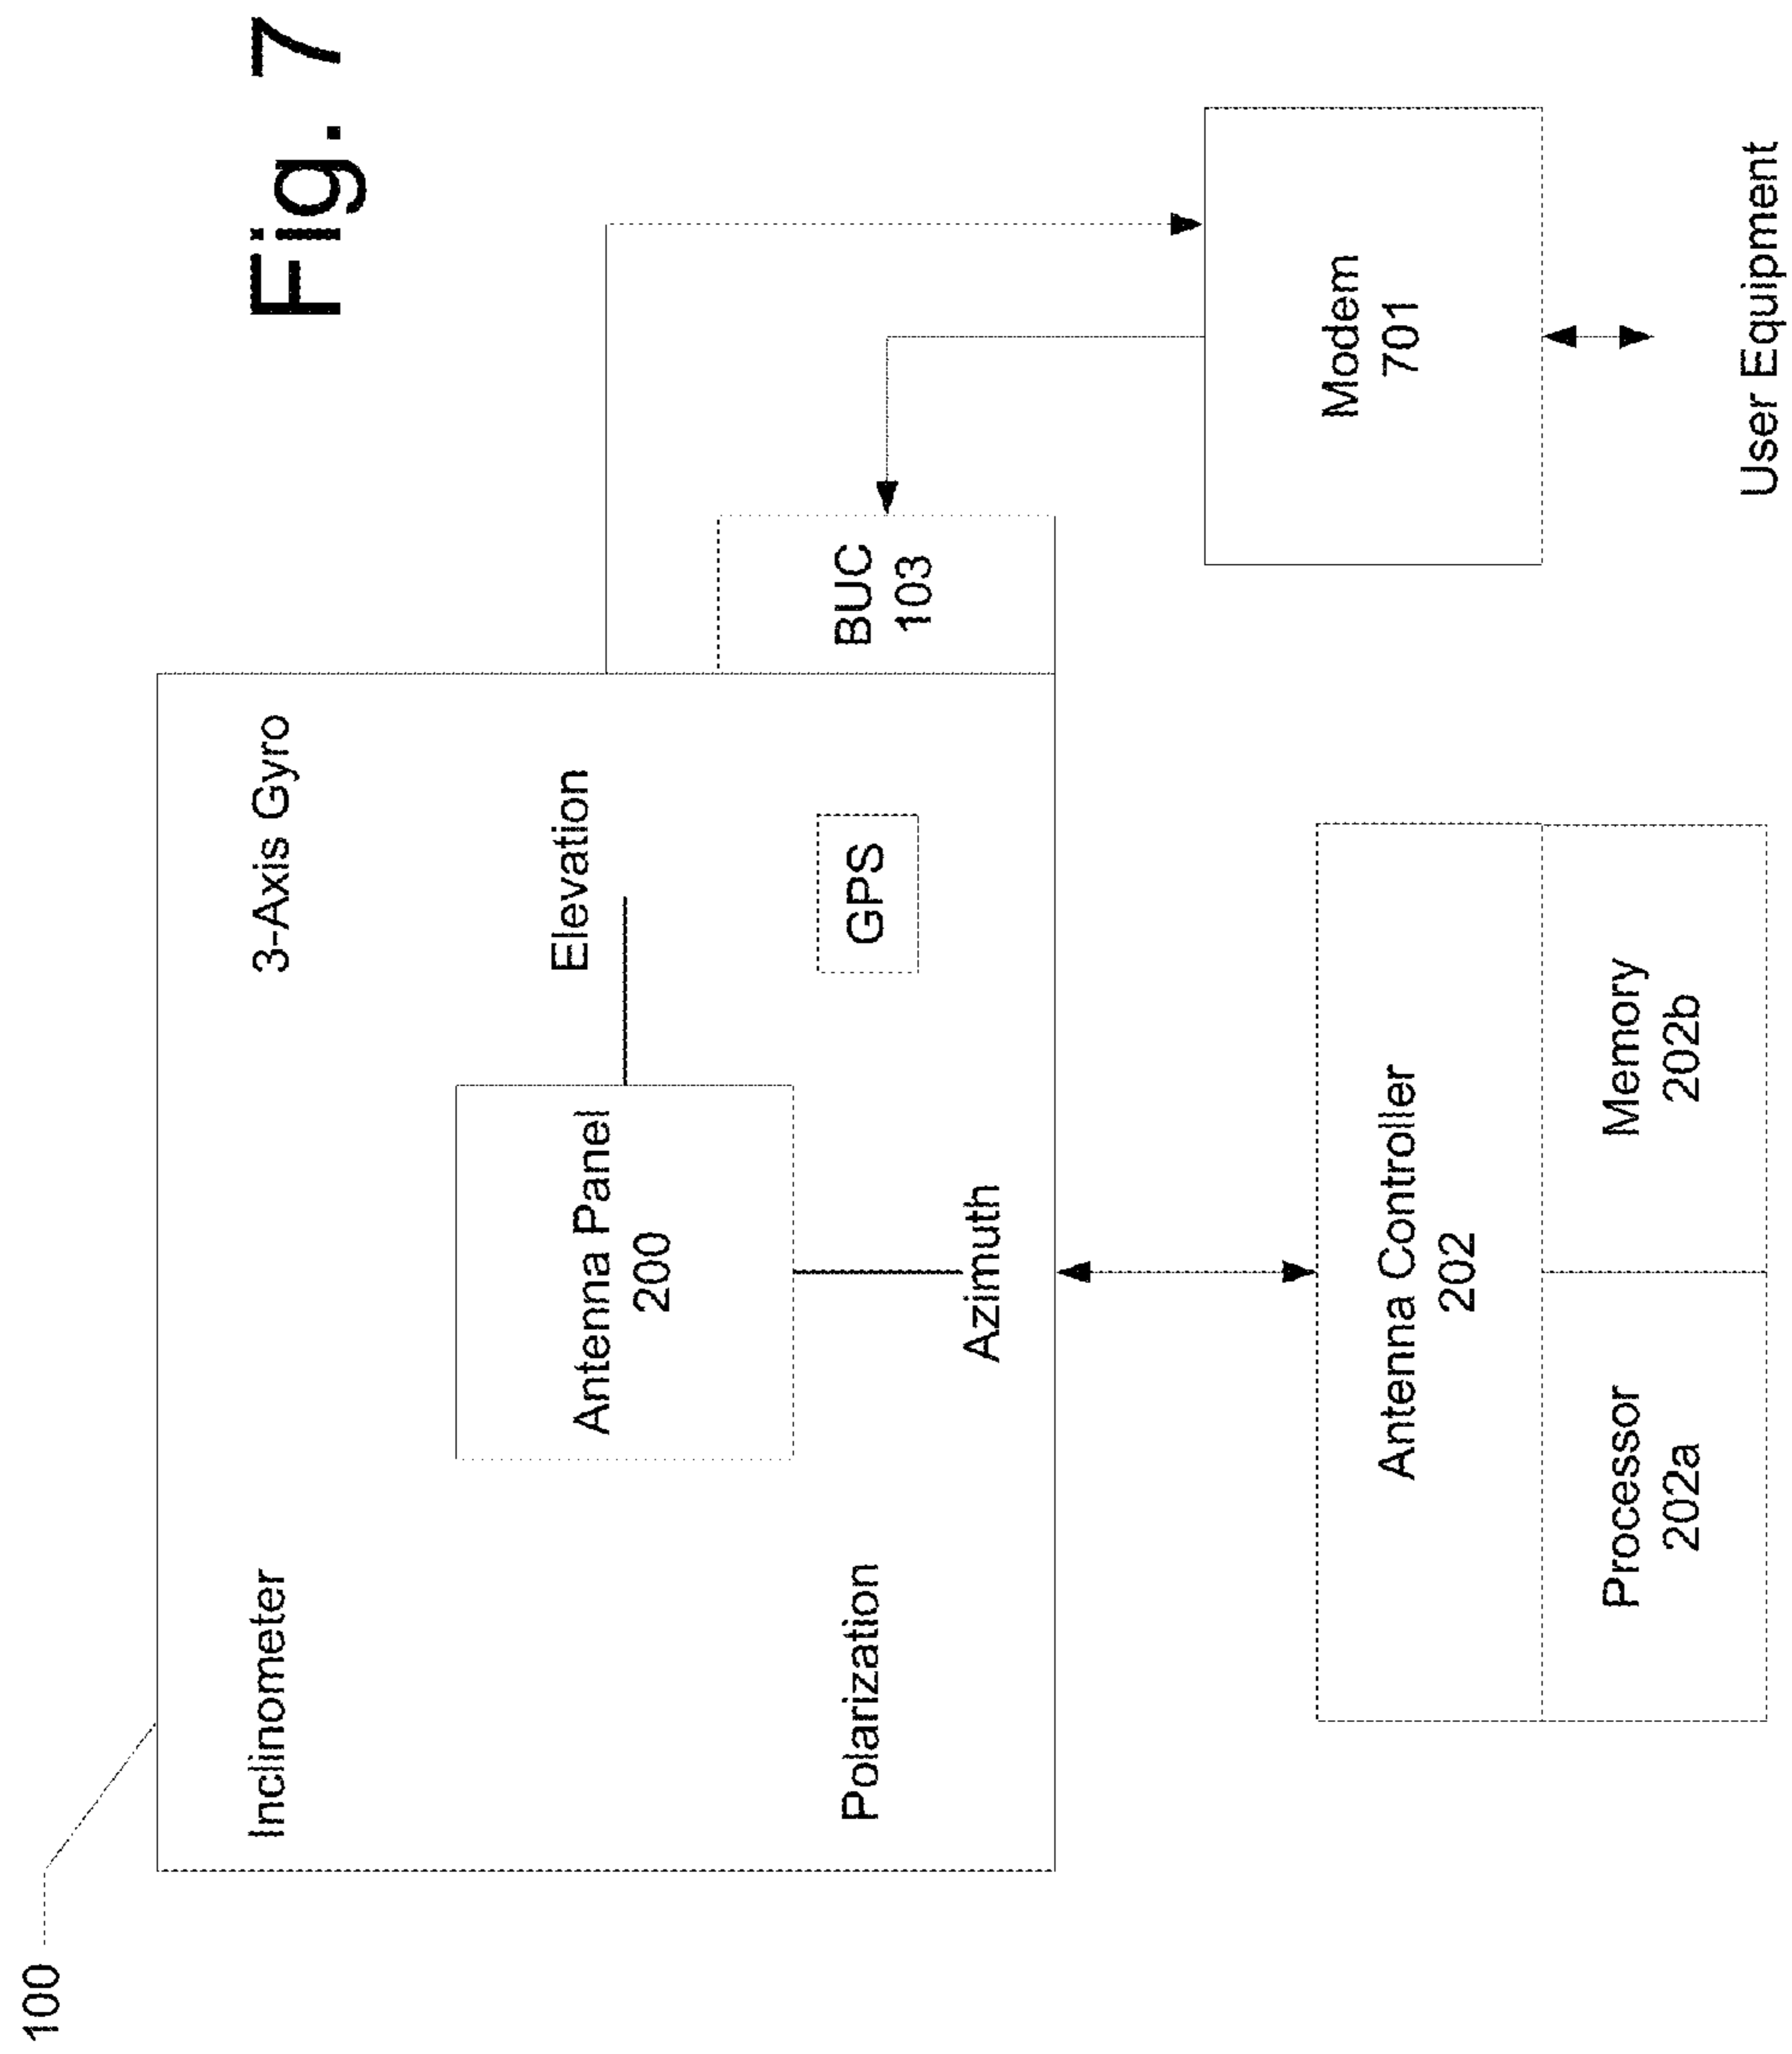 Fig. 7
100
Inclinometer
3-Axis Gyro
Antenna Panel
200
Elevation
Polarization
GPS
Azimuth
BUC
103
Modem
701
User Equipment
Antenna Controller
202
Processor
202a
Memory
202b